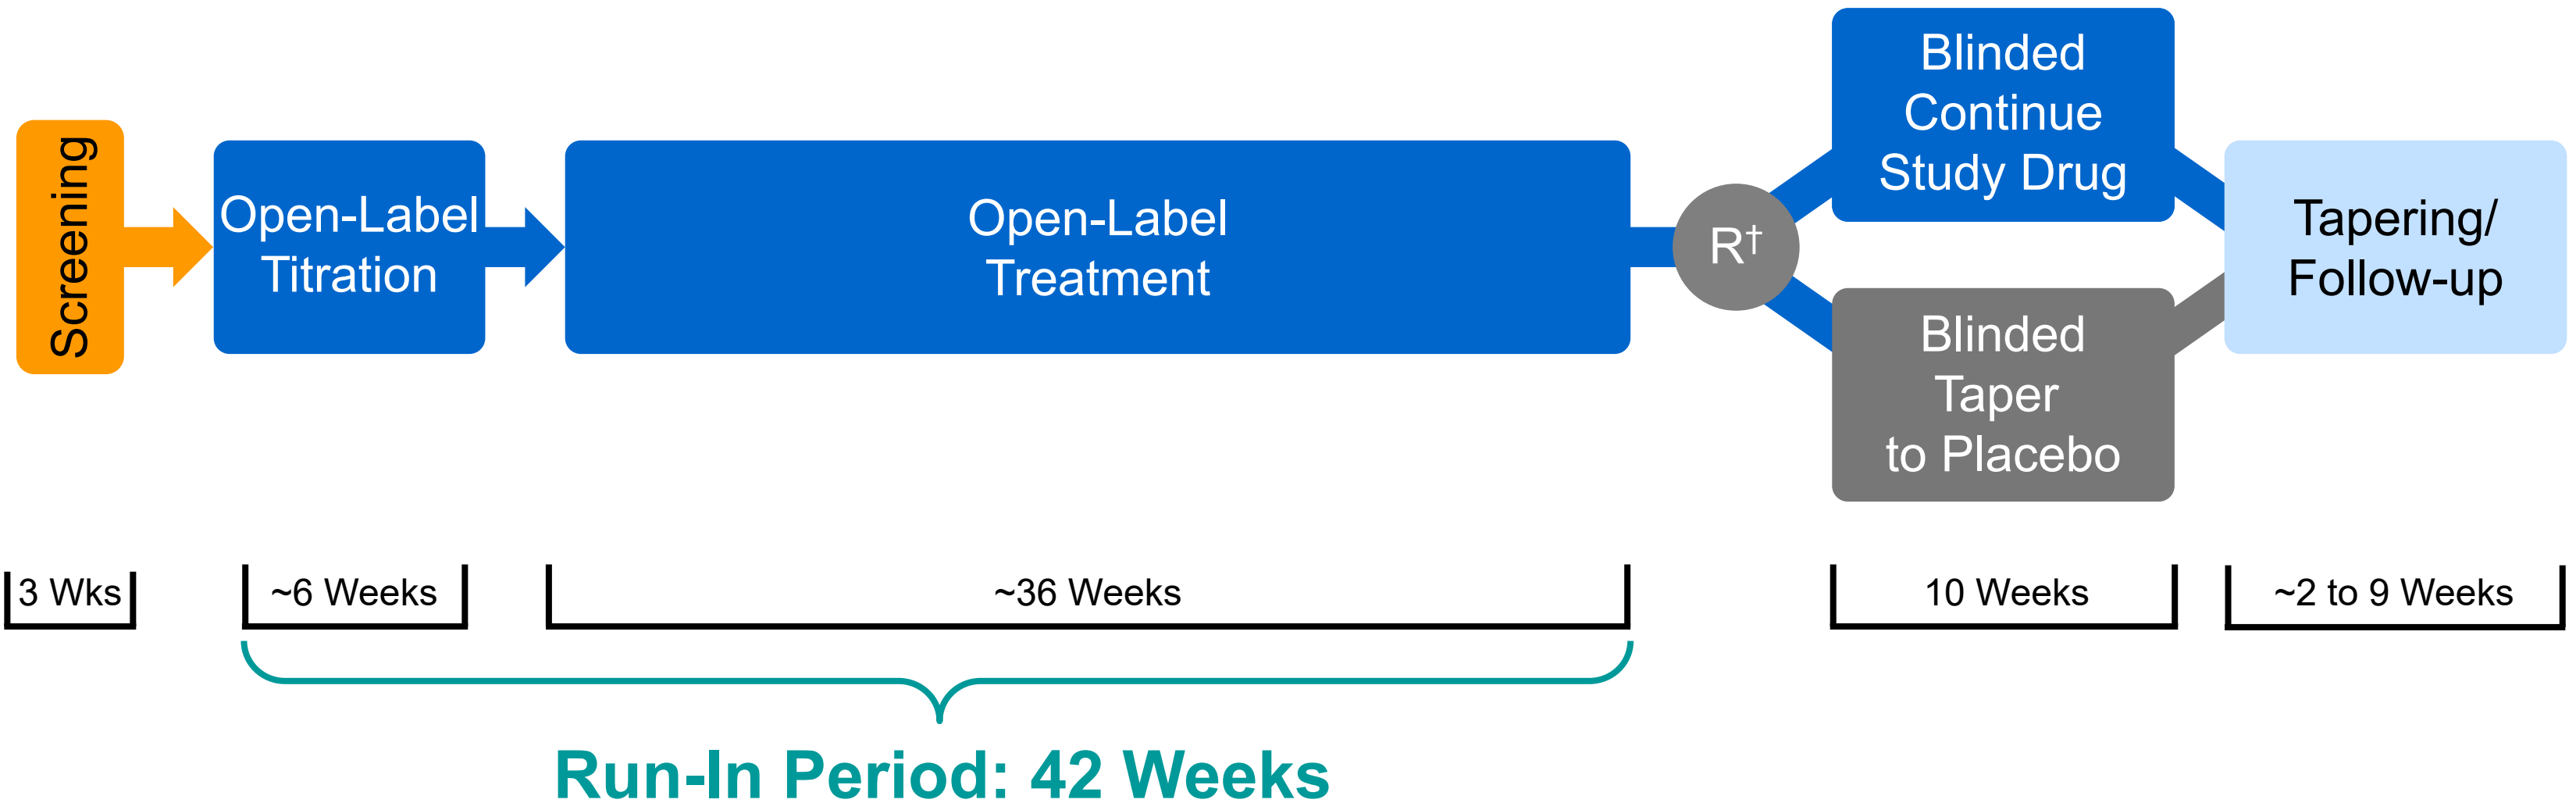 Screening
Open-Label
Titration
Open-Label
Treatment
R†
Blinded
Continue
Study Drug
Blinded
Taper
to Placebo
Tapering/
Follow-up
3 Wks
~6 Weeks
~36 Weeks
10 Weeks
~2 to 9 Weeks
Run-In Period: 42 Weeks